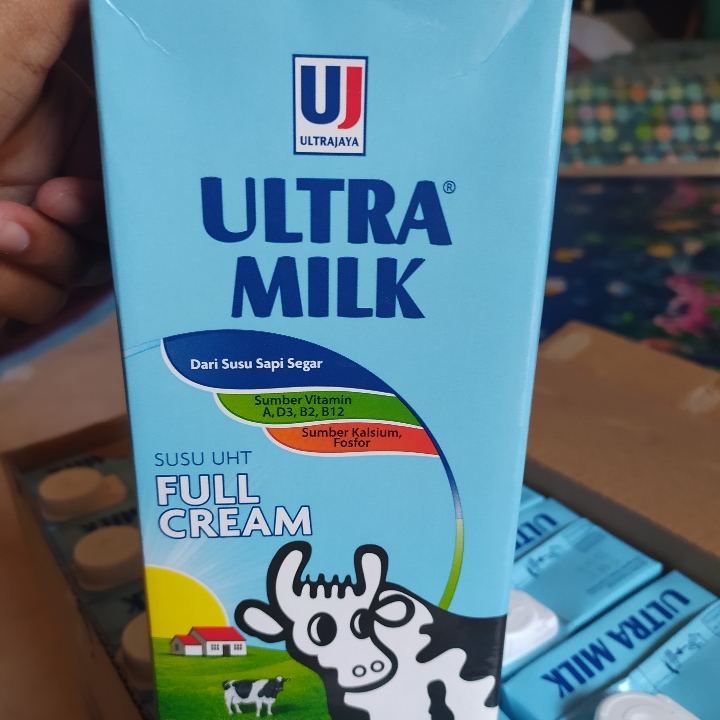 UJ
ULTRAJAYA
ULTRA®
MILK
Dari Susu Sapi Segar
Sumber Vitamin
A, D3, B2, B12
Sumber Kalsium,
Fosfor
SUSU UHT
FULL
CREAM
ULTRA
ULTRA MILK